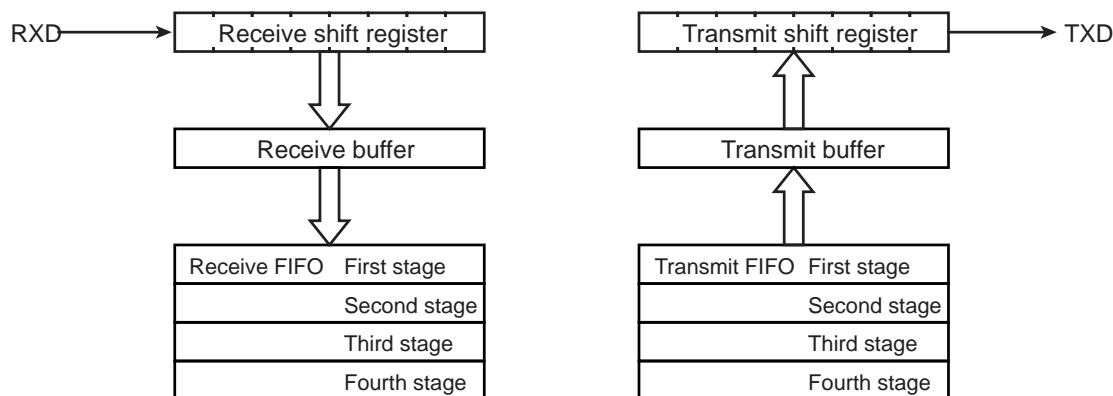 RXD
Receive shift register
Receive buffer
Receive FIFO First stage
Second stage
Third stage
Fourth stage
Transmit shift register
TXD
Transmit buffer
Transmit FIFO First stage
Second stage
Third stage
Fourth stage